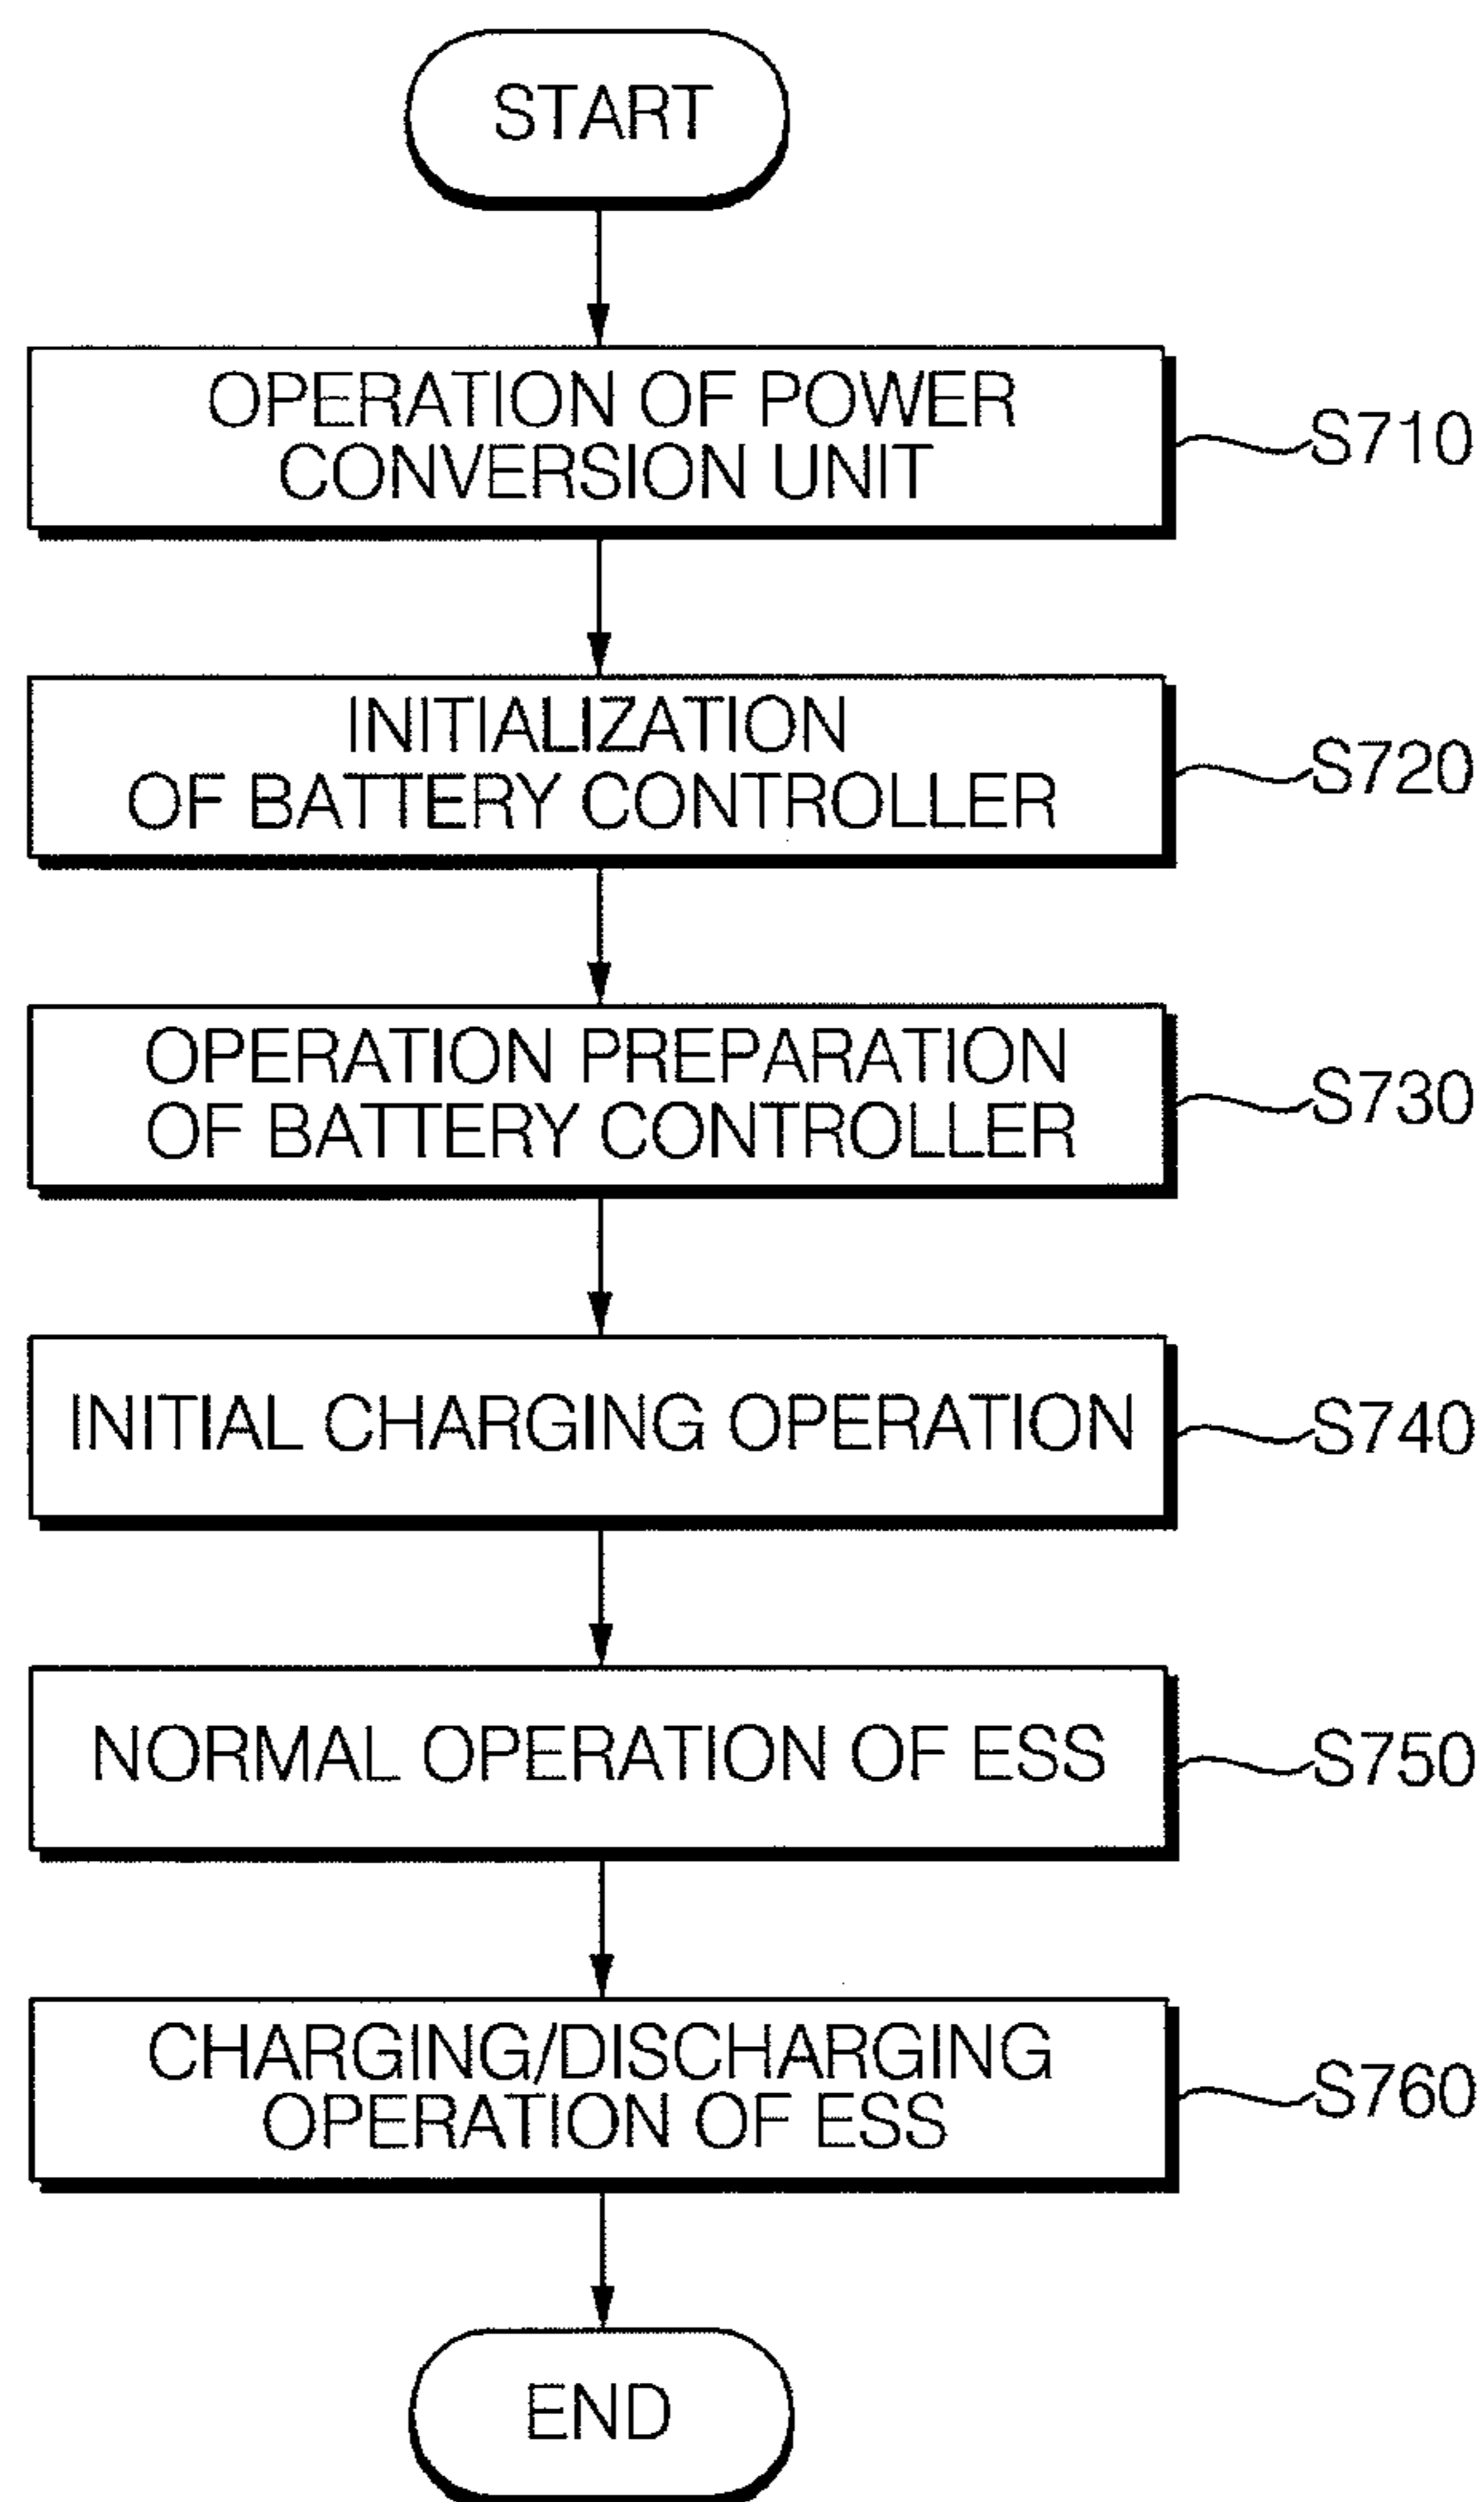 START
OPERATION OF POWER
CONVERSION UNIT
S710
INITIALIZATION
OF BATTERY CONTROLLER
S720
OPERATION PREPARATION
OF BATTERY CONTROLLER
S730
INITIAL CHARGING OPERATION
S740
NORMAL OPERATION OF ESS
S750
CHARGING/DISCHARGING
OPERATION OF ESS
S760
END